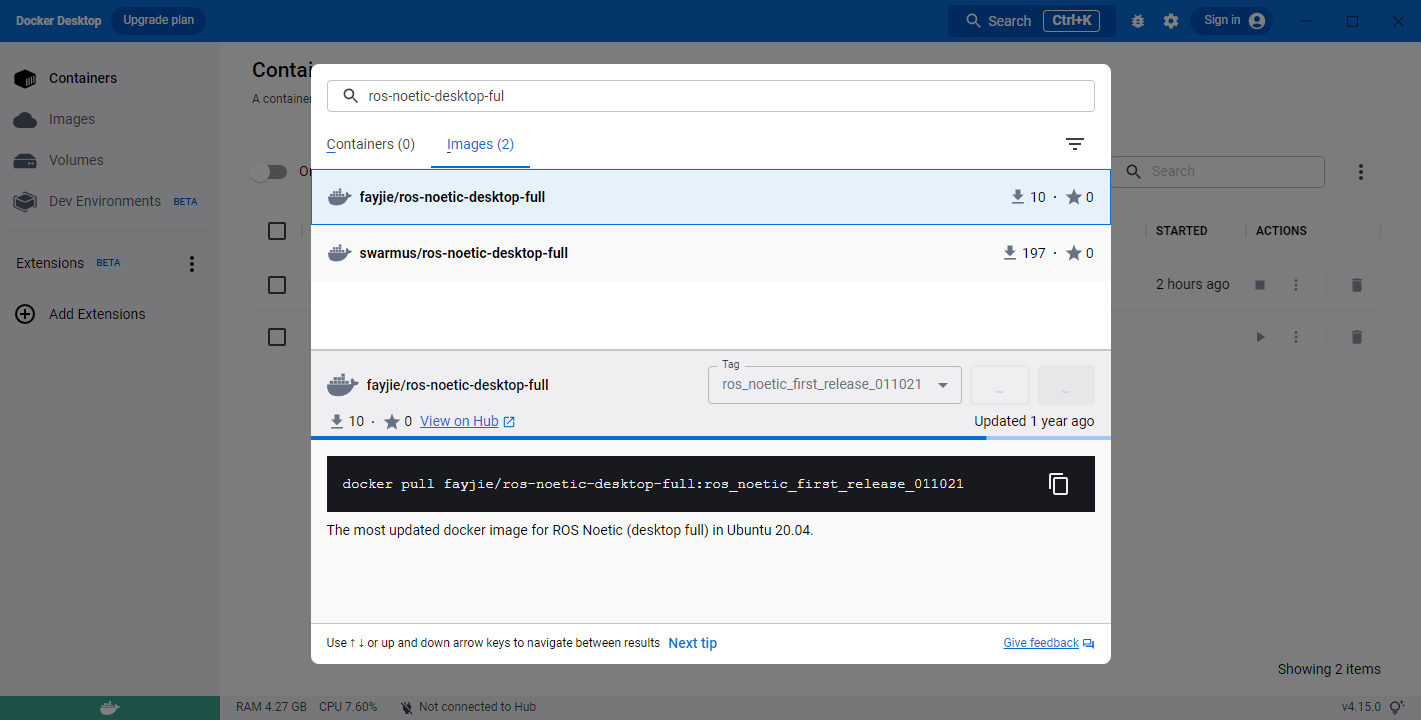 Docker Desktop Upgrade plan Search Ctrl+K Sign in
Containers
Images
Volumes
Dev Environments BETA
Extensions BETA
Add Extensions
Contai
A container
On
Search
STARTED ACTIONS
2 hours ago
ros-noetic-desktop-ful
Containers (0) Images (2)
fayjie/ros-noetic-desktop-full 10 · 0
swarmus/ros-noetic-desktop-full 197 · 0
Tag
fayjie/ros-noetic-desktop-full ros_noetic_first_release_011021
10 · 0 View on Hub Updated 1 year ago
docker pull fayjie/ros-noetic-desktop-full:ros_noetic_first_release_011021
The most updated docker image for ROS Noetic (desktop full) in Ubuntu 20.04.
Use ↑ ↓ or up and down arrow keys to navigate between results Next tip Give feedback
Showing 2 items
RAM 4.27 GB CPU 7.60% Not connected to Hub v4.15.0